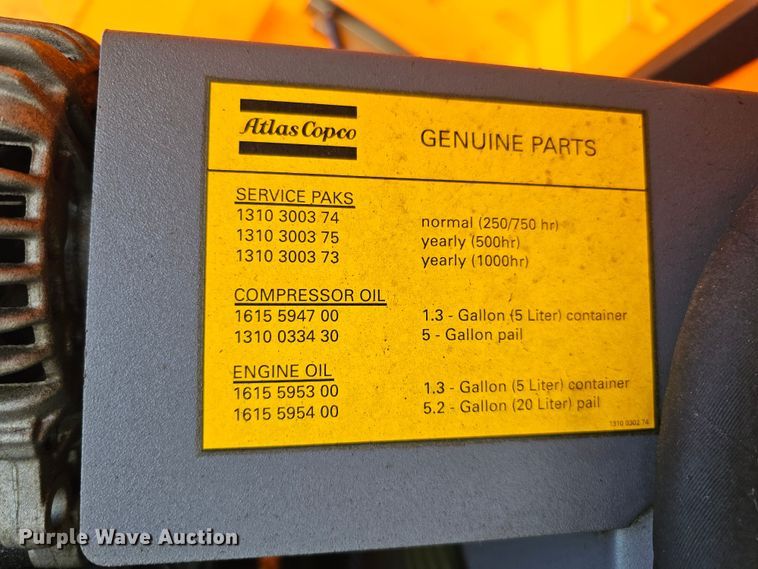 Atlas Copco GENUINE PARTS
SERVICE PAKS
1310 3003 74 normal (250/750 hr)
1310 3003 75 yearly (500hr)
1310 3003 73 yearly (1000hr)
COMPRESSOR OIL
1615 5947 00 1.3 - Gallon (5 Liter) container
1310 0334 30 5 - Gallon pail
ENGINE OIL
1615 5953 00 1.3 - Gallon (5 Liter) container
1615 5954 00 5.2 - Gallon (20 Liter) pail
1310 0302 74
Purple Wave Auction